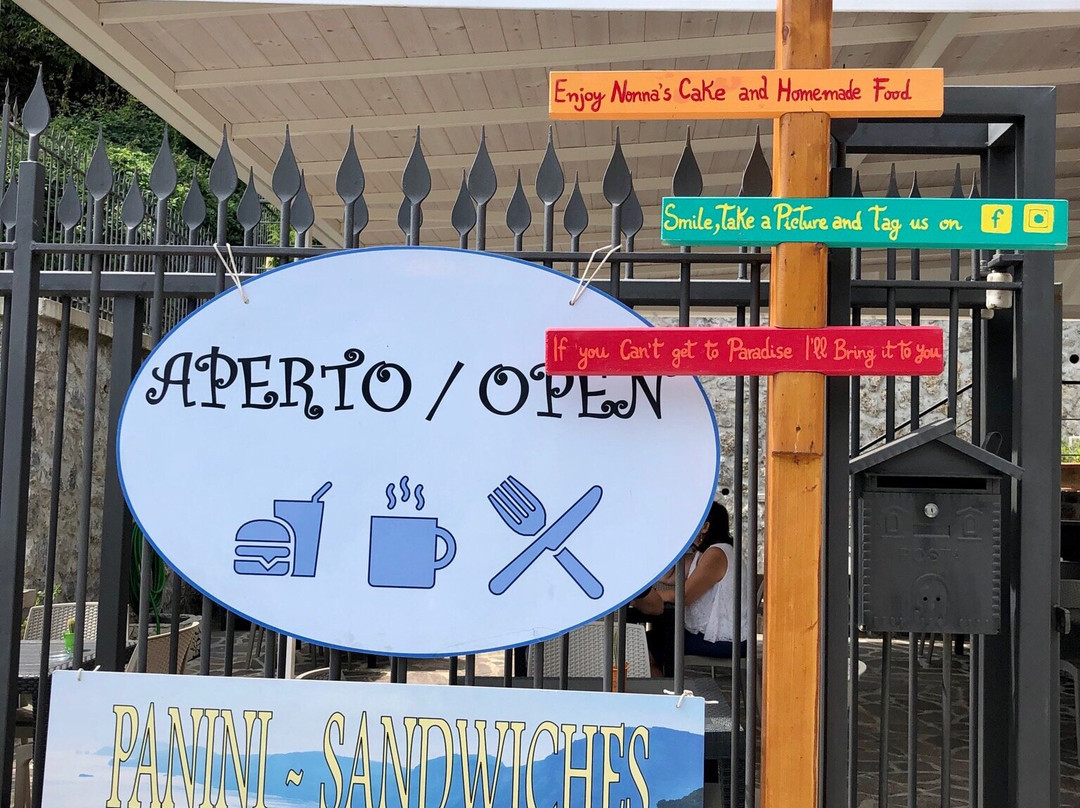 Enjoy Nonna's Cake and Homemade Food
Smile, Take a Picture and Tag us on f
If you Can't get to Paradise I'll Bring it to you
APERTO / OPEN
POST
PANINI ~ SANDWICHES